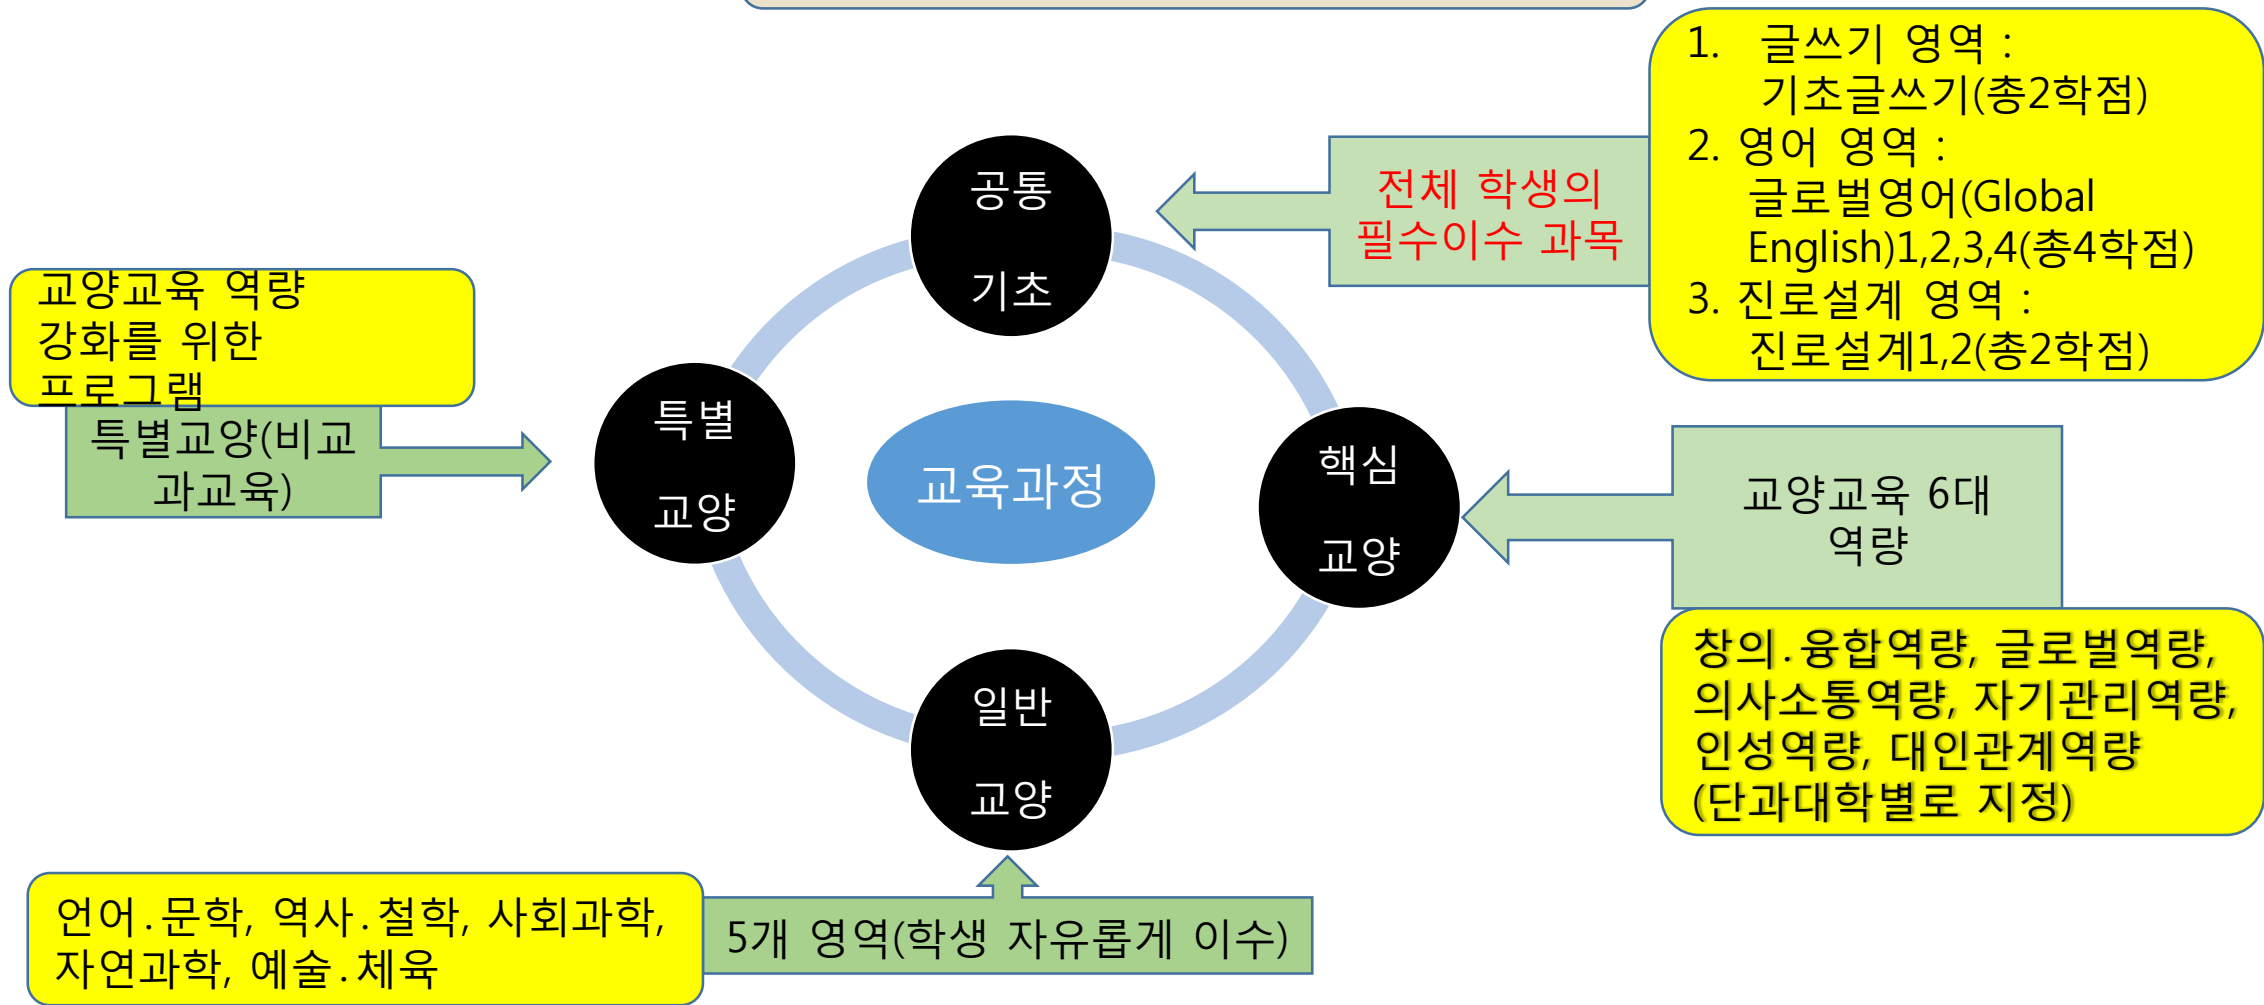 1. 글쓰기 영역 :
기초글쓰기(총2학점)
2. 영어 영역 :
글로벌영어(Global
English)1,2,3,4(총4학점)
3. 진로설계 영역 :
진로설계1,2(총2학점)
전체 학생의
필수이수 과목
공통
기초
교양교육 역량
강화를 위한
프로그램
특별교양(비교
과교육)
특별
교양
교육과정
핵심
교양
교양교육 6대
역량
창의.융합역량, 글로벌역량,
의사소통역량, 자기관리역량,
인성역량, 대인관계역량
(단과대학별로 지정)
일반
교양
언어.문학, 역사.철학, 사회과학,
자연과학, 예술.체육
5개 영역(학생 자유롭게 이수)